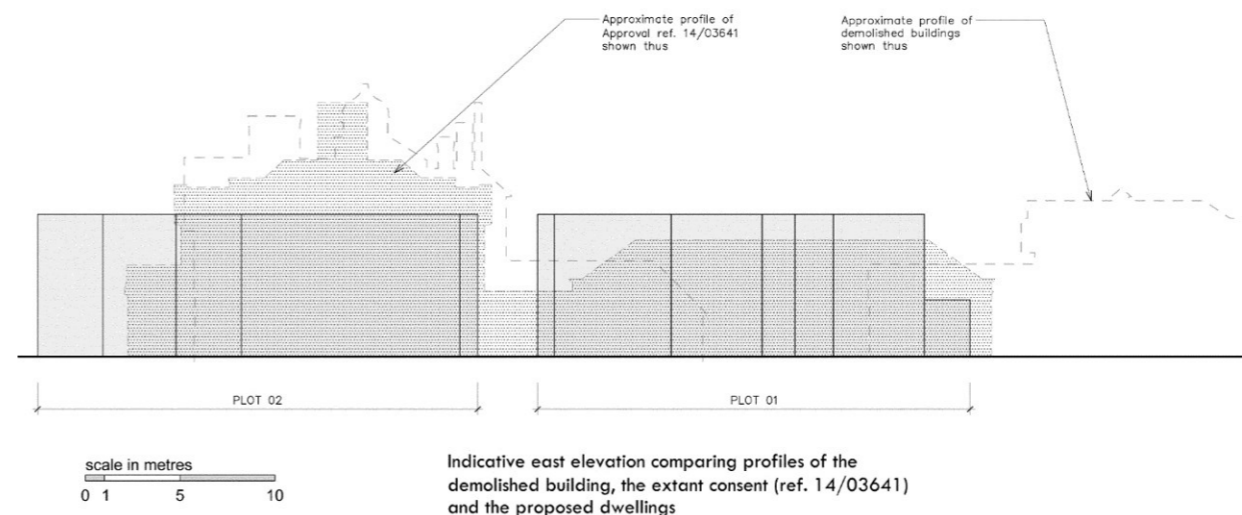 Approximate profile of
Approval ref. 14/03641
shown thus
Approximate profile of
demolished buildings
shown thus
PLOT 02
PLOT 01
scale in metres
0 1 5 10
Indicative east elevation comparing profiles of the
demolished building, the extant consent (ref. 14/03641)
and the proposed dwellings